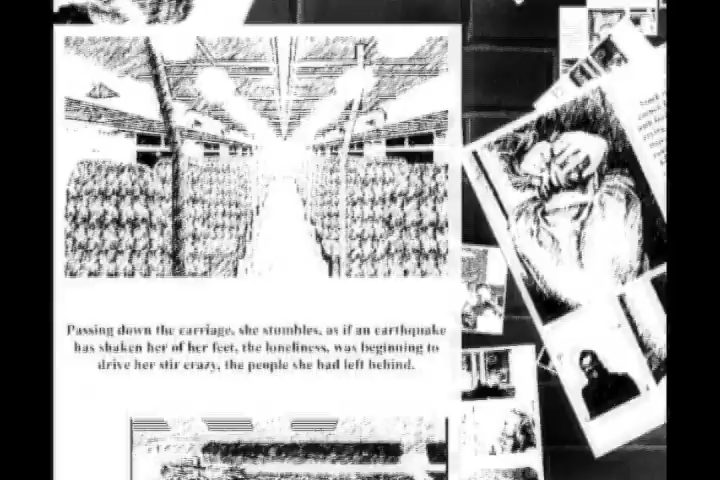 Passing down the carriage, she stumbles, as if an earthquake
has shaken her of her feet, the loneliness, was beginning to
drive her stir crazy, the people she had left behind.